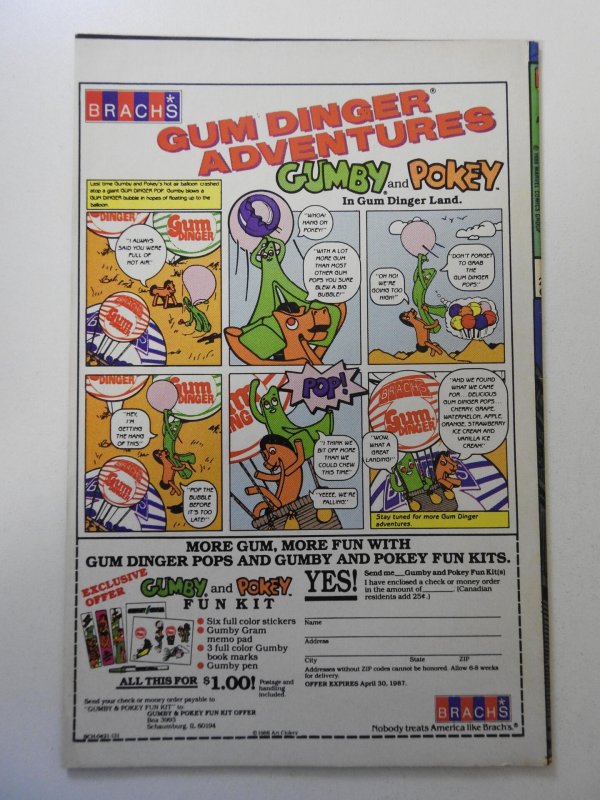 BRACH'S
GUM DINGER®
ADVENTURES
GUMBY® and POKEY™
In Gum Dinger Land.
Last time Gumby and Pokey's hot air balloon crashed
atop a giant GUM DINGER POP. Gumby blows a
GUM DINGER bubble in hopes of floating up to the
balloon.
DINGER
Gum
DINGER
"I ALWAYS
SAID YOU WERE
FULL OF
HOT AIR."
Gum
"WHOA!
HANG ON
POKEY!"
"WITH A LOT
MORE GUM
THAN MOST
OTHER GUM
POPS YOU SURE
BLEW A BIG
BUBBLE!"
"OH NO!
WE'RE
GOING TOO
HIGH!"
"DON'T FORGET
TO GRAB
THE
GUM DINGER
POPS."
DINGER
Gum
DINGER
"HEY,
I'M
GETTING
THE HANG
OF THIS"
"POP THE
BUBBLE
BEFORE
IT'S TOO
LATE!"
POP!
"I THINK WE
BIT OFF MORE
THAN WE
COULD CHEW
THIS TIME"
"YEEEE, WE'RE
FALLING!"
BRACHS
Gum
DINGER
"WOW,
WHAT A
GREAT
LANDING!"
"AND WE FOUND
WHAT WE CAME
FOR... DELICIOUS
GUM DINGER POPS...
CHERRY, GRAPE,
WATERMELON, APPLE,
ORANGE, STRAWBERRY
ICE CREAM AND
VANILLA ICE
CREAM!"
Stay tuned for more Gum Dinger
adventures.
MORE GUM, MORE FUN WITH
GUM DINGER POPS AND GUMBY AND POKEY FUN KITS.
EXCLUSIVE
OFFER
GUMBY® and POKEY™
FUN KIT
● Six full color stickers
● Gumby Gram
memo pad
● 3 full color Gumby
book marks
● Gumby pen
ALL THIS FOR $1.00! Postage and
handling
included.
Send your check or money order payable to
"GUMBY & POKEY FUN KIT" to
GUMBY & POKEY FUN KIT OFFER
Box 3993
Schaumburg, IL 60194
YES!
Send me___Gumby and Pokey Fun Kit(s)
I have enclosed a check or money order
in the amount of______. (Canadian
residents add 25¢.)
Name
Address
City State ZIP
Addresses without ZIP codes cannot be honored. Allow 6-8 weeks
for delivery.
OFFER EXPIRES April 30, 1987.
BRACH'S
Nobody treats America like Brach's.®
© 1986 Art Clokey